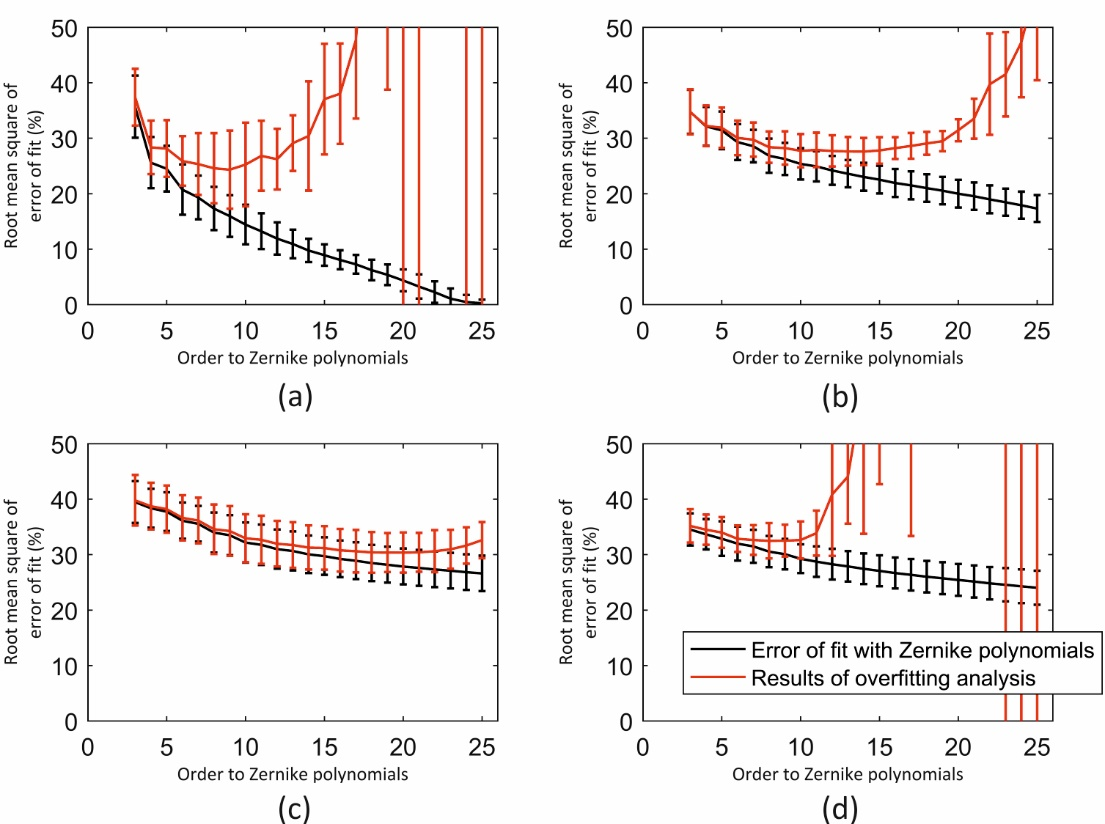 50
40
30
20
10
0
0 5 10 15 20 25
Root mean square of
error of fit (%)
Order to Zernike polynomials
(a)
50
40
30
20
10
0
0 5 10 15 20 25
Root mean square of
error of fit (%)
Order to Zernike polynomials
(b)
50
40
30
20
10
0
0 5 10 15 20 25
Root mean square of
error of fit (%)
Order to Zernike polynomials
(c)
50
40
30
20
10
0
0 5 10 15 20 25
Root mean square of
error of fit (%)
Error of fit with Zernike polynomials
Results of overfitting analysis
Order to Zernike polynomials
(d)